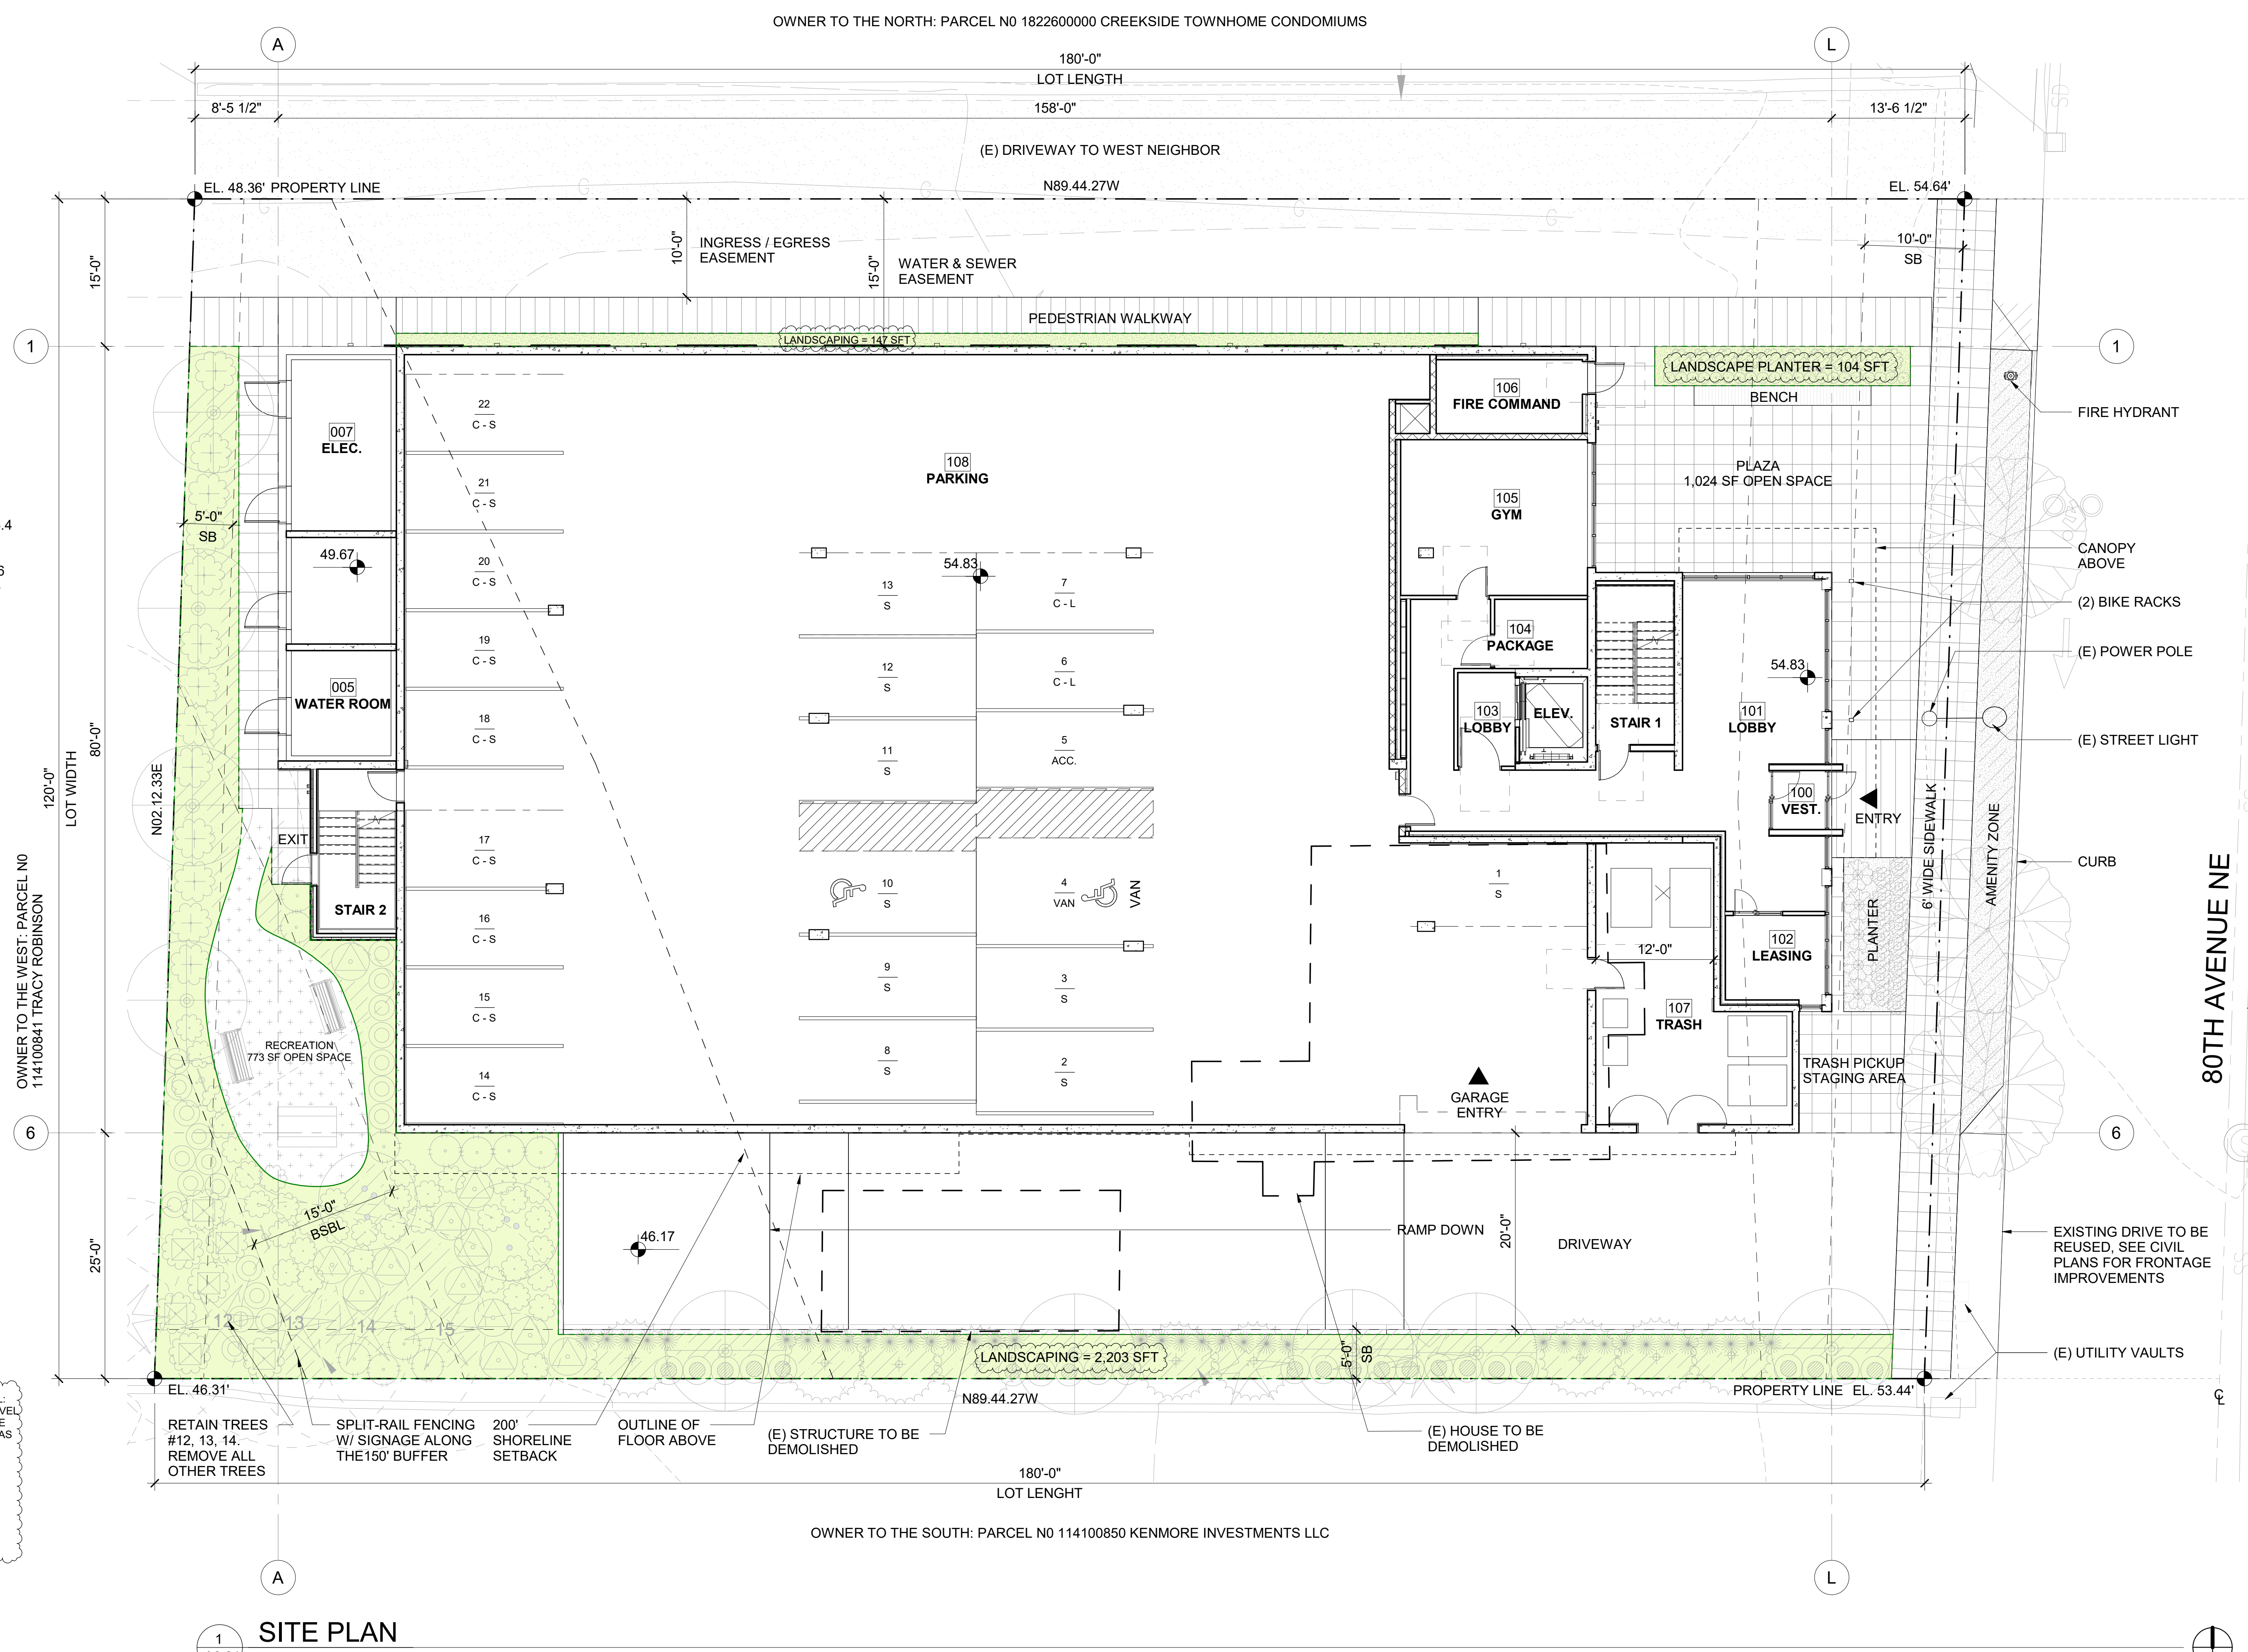 OWNER TO THE NORTH: PARCEL N0 1822600000 CREEKSIDE TOWNHOME CONDOMIUMS
A
L
180'-0"
LOT LENGTH
8'-5 1/2"
158'-0"
13'-6 1/2"
(E) DRIVEWAY TO WEST NEIGHBOR
EL. 48.36' PROPERTY LINE
N89.44.27W
EL. 54.64'
15'-0"
10'-0"
INGRESS / EGRESS
EASEMENT
15'-0"
WATER & SEWER
EASEMENT
10'-0"
SB
PEDESTRIAN WALKWAY
LANDSCAPING = 147 SFT
1
1
LANDSCAPE PLANTER = 104 SFT
BENCH
FIRE HYDRANT
106
FIRE COMMAND
22
C - S
007
ELEC.
108
PARKING
PLAZA
1,024 SF OPEN SPACE
21
C - S
105
GYM
5'-0"
SB
49.67
20
C - S
54.83
13
S
7
C - L
CANOPY
ABOVE
(2) BIKE RACKS
19
C - S
104
PACKAGE
(E) POWER POLE
12
S
6
C - L
54.83
005
WATER ROOM
18
C - S
103
LOBBY
ELEV.
STAIR 1
101
LOBBY
(E) STREET LIGHT
11
S
5
ACC.
80'-0"
120'-0"
LOT WIDTH
N02.12.33E
100
VEST.
ENTRY
EXIT
17
C - S
6' WIDE SIDEWALK
AMENITY ZONE
CURB
10
S
4
VAN
VAN
1
S
STAIR 2
16
C - S
PLANTER
102
LEASING
12'-0"
9
S
3
S
15
C - S
107
TRASH
OWNER TO THE WEST: PARCEL N0
114100841 TRACY ROBINSON
80TH AVENUE NE
RECREATION
773 SF OPEN SPACE
8
S
2
S
14
C - S
TRASH PICKUP
STAGING AREA
GARAGE
ENTRY
6
6
15'-0"
BSBL
46.17
RAMP DOWN
20'-0"
DRIVEWAY
25'-0"
EXISTING DRIVE TO BE
REUSED, SEE CIVIL
PLANS FOR FRONTAGE
IMPROVEMENTS
12
13
14
15
LANDSCAPING = 2,203 SFT
5'-0"
SB
(E) UTILITY VAULTS
EL. 46.31'
N89.44.27W
PROPERTY LINE EL. 53.44'
RETAIN TREES
#12, 13, 14.
REMOVE ALL
OTHER TREES
SPLIT-RAIL FENCING
W/ SIGNAGE ALONG
THE150' BUFFER
200'
SHORELINE
SETBACK
OUTLINE OF
FLOOR ABOVE
(E) STRUCTURE TO BE
DEMOLISHED
(E) HOUSE TO BE
DEMOLISHED
180'-0"
LOT LENGHT
OWNER TO THE SOUTH: PARCEL N0 114100850 KENMORE INVESTMENTS LLC
A
L
1
SITE PLAN